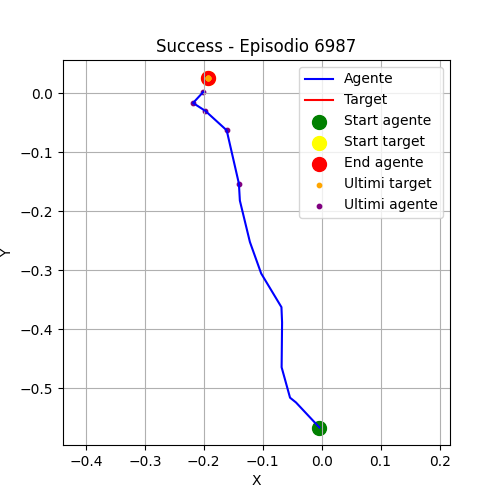 Success - Episodio 6987
Agente
Target
Start agente
Start target
End agente
Ultimi target
Ultimi agente
0.0
−0.1
−0.2
−0.3
−0.4
−0.5
Y
−0.4
−0.3
−0.2
−0.1
0.0
0.1
0.2
X